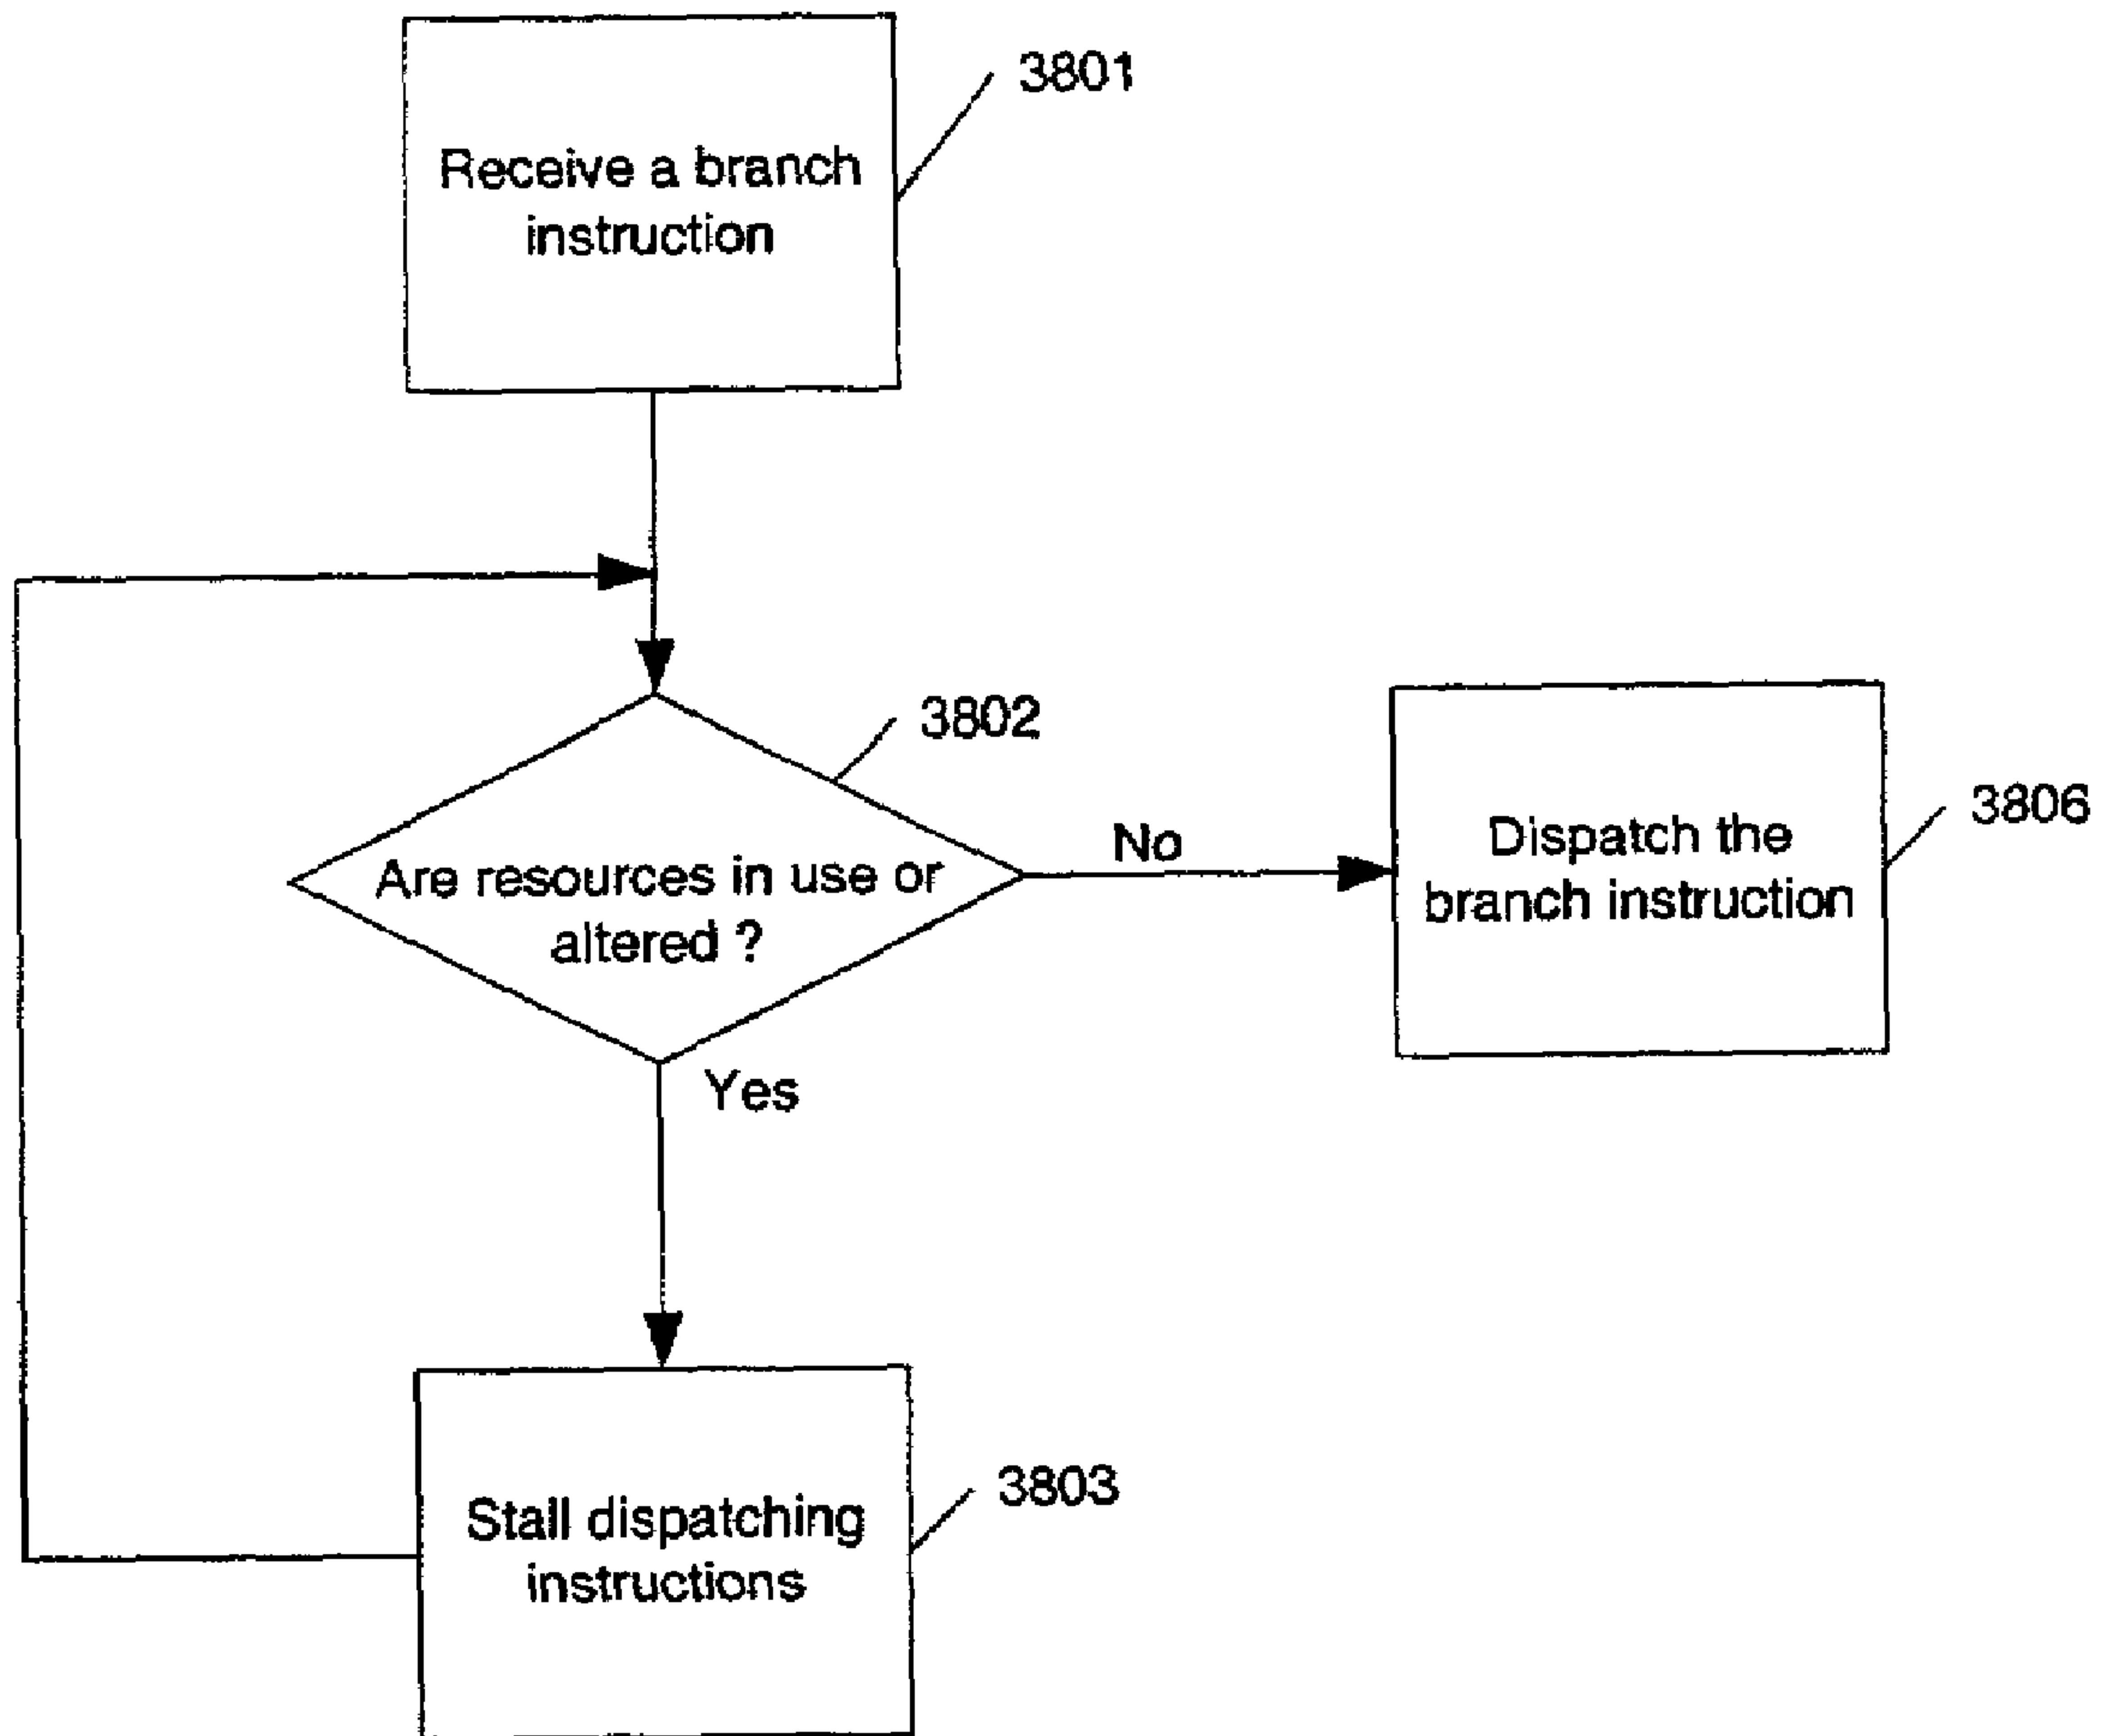 3801
Receive a branch
instruction
3802
Are resources in use or
altered ?
No
Dispatch the
branch instruction
3806
Yes
3803
Stall dispatching
instructions